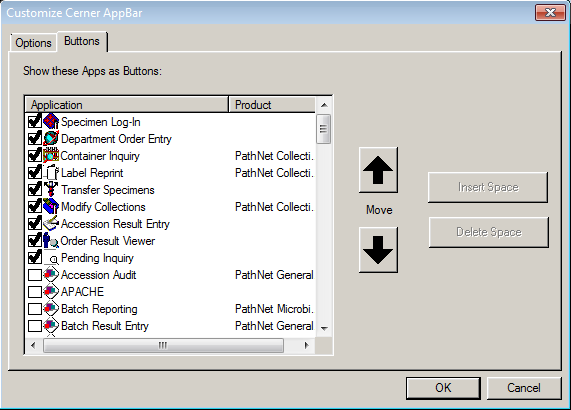 Customize Cerner AppBar
Options Buttons
Show these Apps as Buttons:
Application Product
Specimen Log-In
Department Order Entry
Container Inquiry PathNet Collecti.
Label Reprint PathNet Collecti.
Transfer Specimens
Modify Collections PathNet Collecti.
Accession Result Entry
Order Result Viewer
Pending Inquiry
Accession Audit PathNet General
APACHE
Batch Reporting PathNet Microbi.
Batch Result Entry PathNet General
Move
Insert Space
Delete Space
OK Cancel